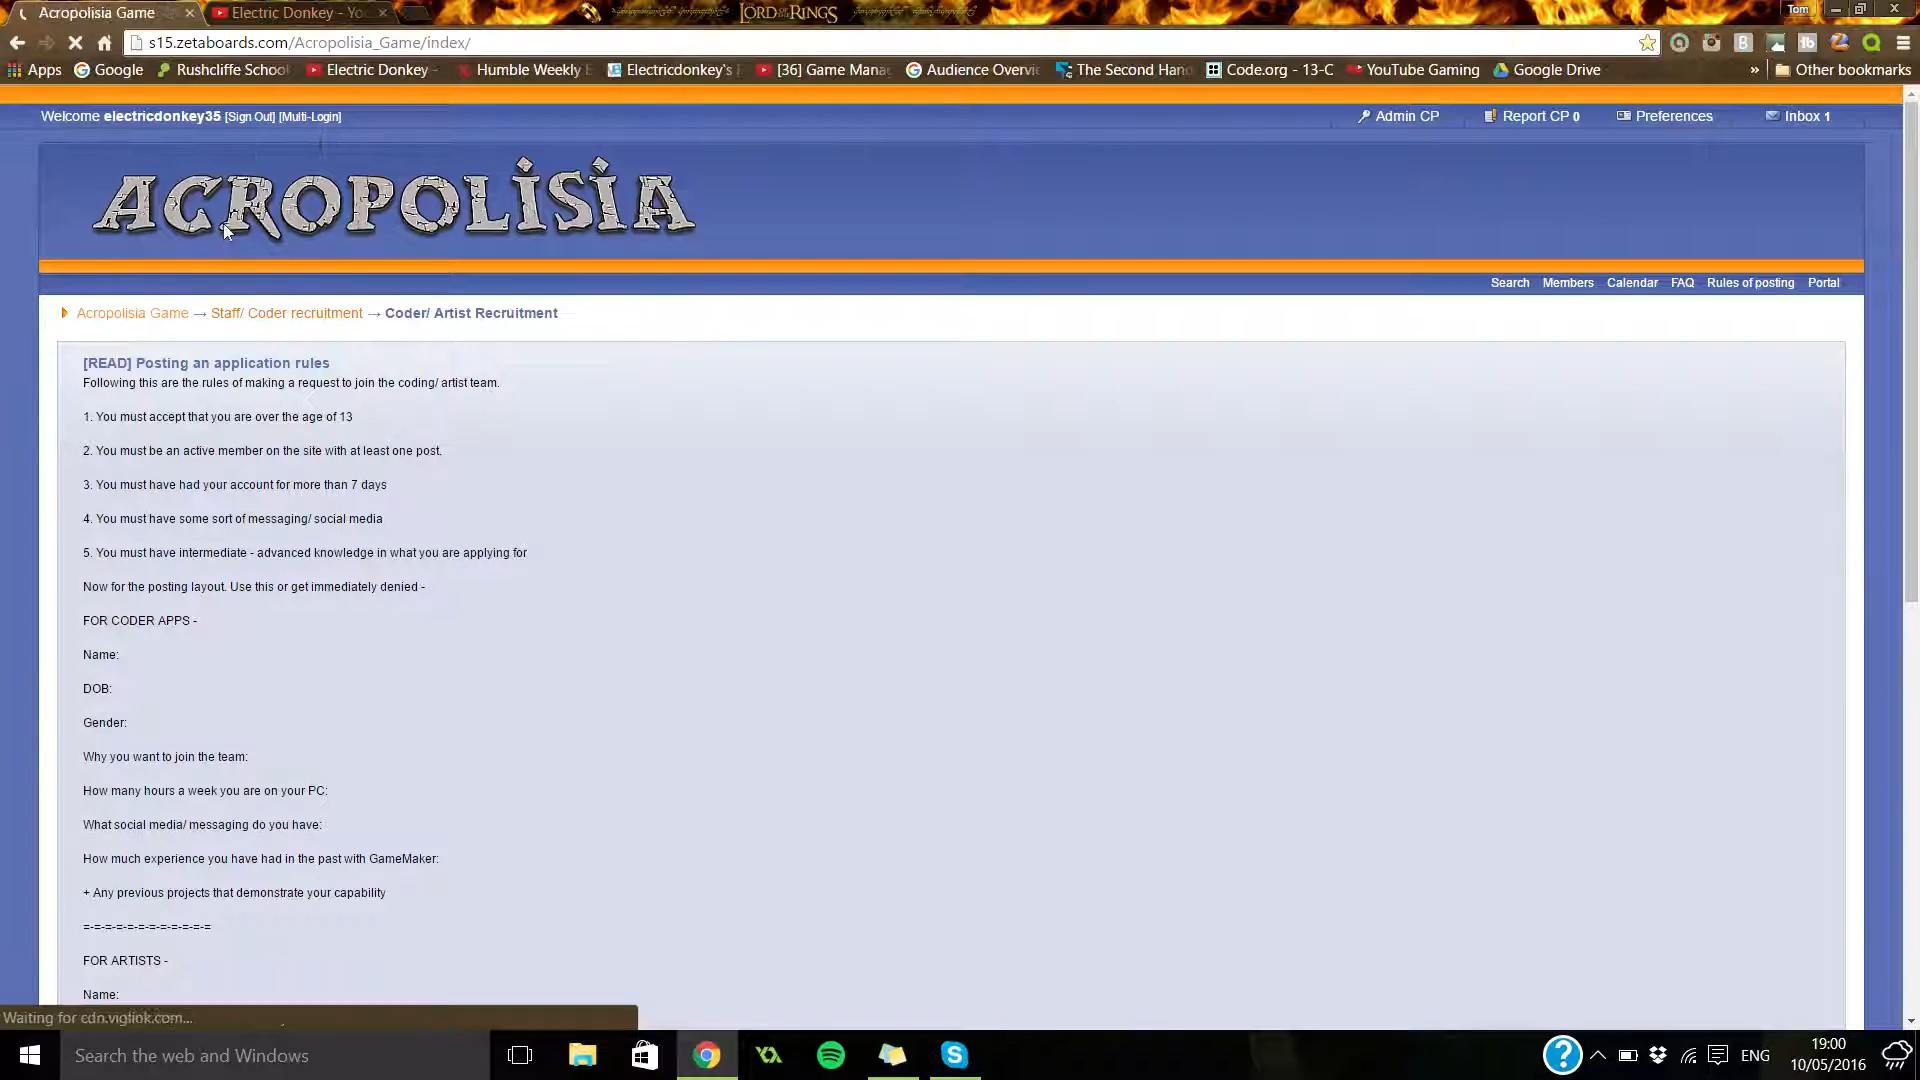 Acropolisia Game
Electric Donkey - Yo
LORD OF THE RINGS
Tom
s15.zetaboards.com/Acropolisia_Game/index/
Apps
Google
Rushcliffe School
Electric Donkey -
Humble Weekly
Electricdonkey's
[36] Game Mana
Audience Overvi
The Second Han
Code.org - 13-C
YouTube Gaming
Google Drive
»
Other bookmarks
Welcome electricdonkey35 [Sign Out] [Multi-Login]
Admin CP
Report CP 0
Preferences
Inbox 1
ACROPOLISIA
Search Members Calendar FAQ Rules of posting Portal
Acropolisia Game → Staff/ Coder recruitment → Coder/ Artist Recruitment
[READ] Posting an application rules
Following this are the rules of making a request to join the coding/ artist team.
1. You must accept that you are over the age of 13
2. You must be an active member on the site with at least one post.
3. You must have had your account for more than 7 days
4. You must have some sort of messaging/ social media
5. You must have intermediate - advanced knowledge in what you are applying for
Now for the posting layout. Use this or get immediately denied -
FOR CODER APPS -
Name:
DOB:
Gender:
Why you want to join the team:
How many hours a week you are on your PC:
What social media/ messaging do you have:
How much experience you have had in the past with GameMaker:
+ Any previous projects that demonstrate your capability
=-=-=-=-=-=-=-=-=-=-=-=
FOR ARTISTS -
Name:
Waiting for cdn.viglink.com...
Search the web and Windows
ENG
19:00
10/05/2016